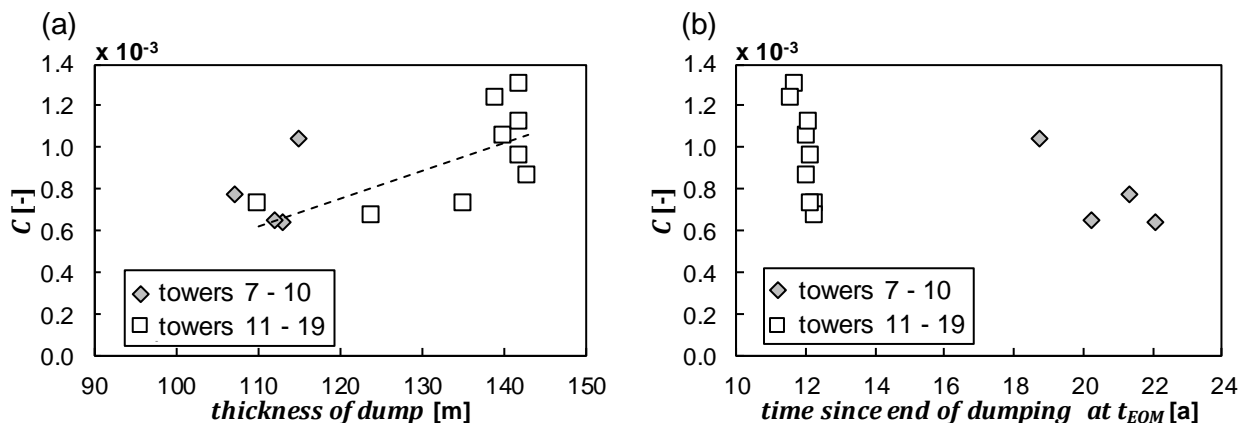 (a)
x 10⁻³
1.4
1.2
1.0
0.8
0.6
0.4
0.2
0.0
C [-]
towers 7 - 10
towers 11 - 19
90 100 110 120 130 140 150
thickness of dump [m]
(b)
x 10⁻³
1.4
1.2
1.0
0.8
0.6
0.4
0.2
0.0
C [-]
towers 7 - 10
towers 11 - 19
10 12 14 16 18 20 22 24
time since end of dumping at t_EOM [a]